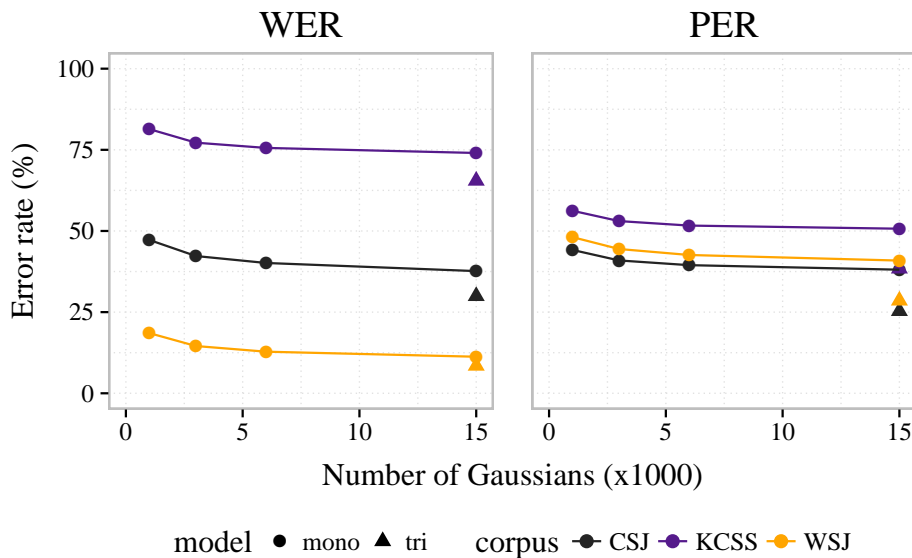 WER PER
Error rate (%)
100
75
50
25
0
0 5 10 15 0 5 10 15
Number of Gaussians (x1000)
model mono tri corpus CSJ KCSS WSJ